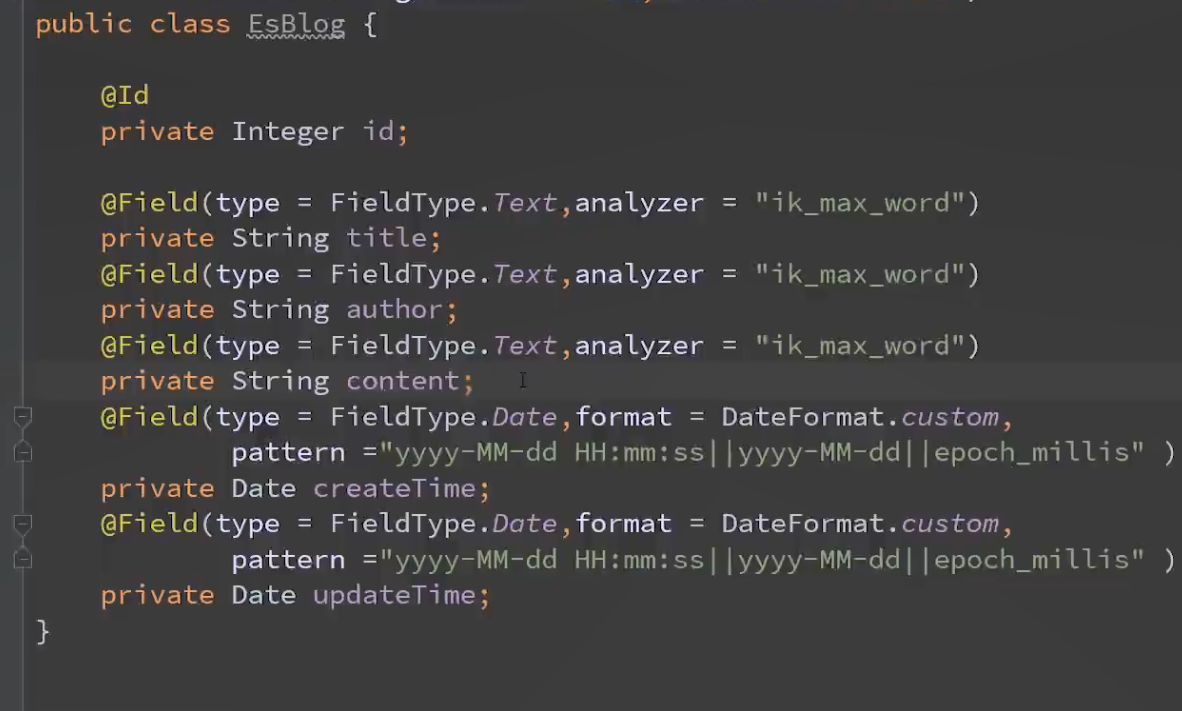 public class EsBlog {
@Id
private Integer id;
@Field(type = FieldType.Text,analyzer = "ik_max_word")
private String title;
@Field(type = FieldType.Text,analyzer = "ik_max_word")
private String author;
@Field(type = FieldType.Text,analyzer = "ik_max_word")
private String content;
@Field(type = FieldType.Date,format = DateFormat.custom,
pattern ="yyyy-MM-dd HH:mm:ss||yyyy-MM-dd||epoch_millis" )
private Date createTime;
@Field(type = FieldType.Date,format = DateFormat.custom,
pattern ="yyyy-MM-dd HH:mm:ss||yyyy-MM-dd||epoch_millis" )
private Date updateTime;
}